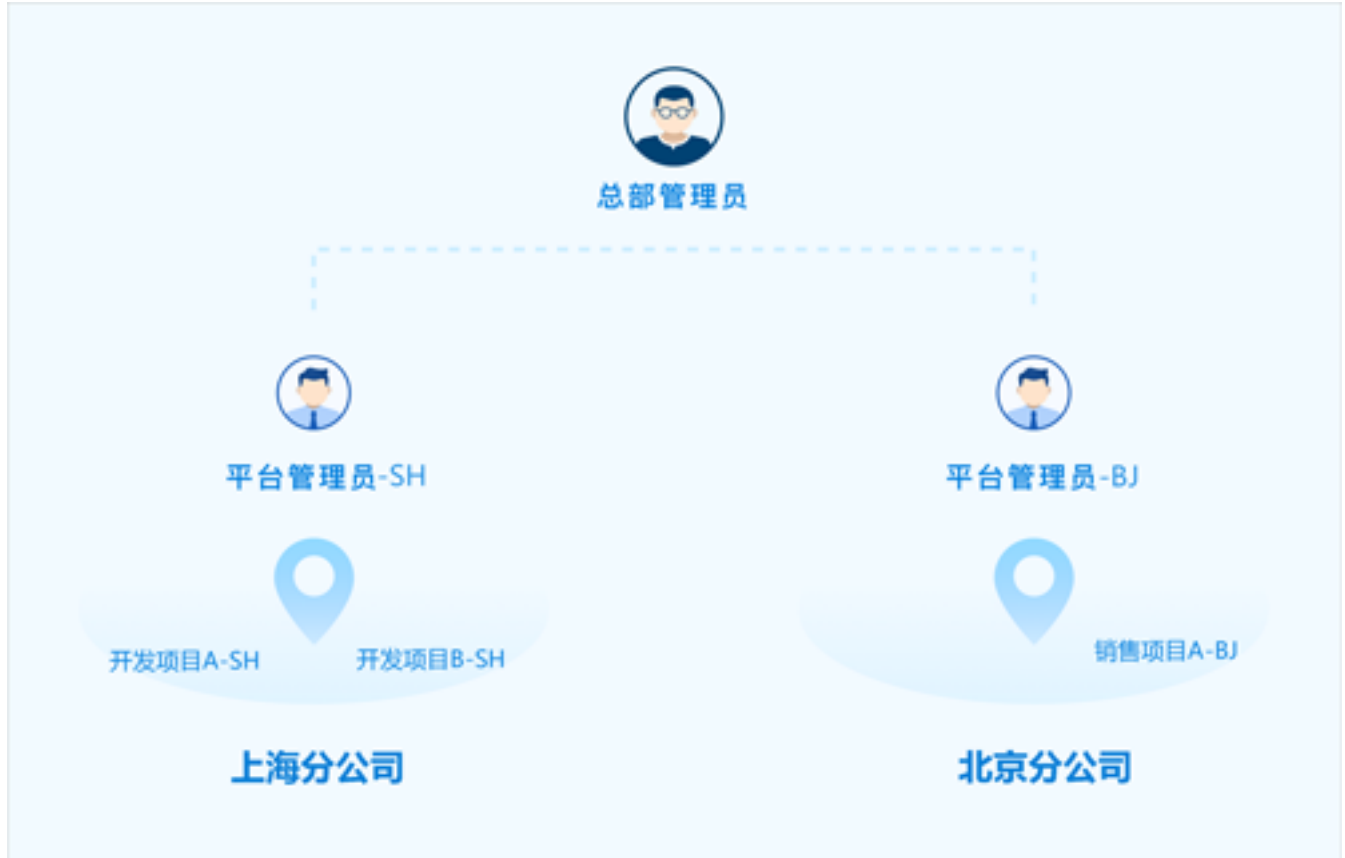 总部管理员
平台管理员-SH
平台管理员-BJ
开发项目A-SH
开发项目B-SH
销售项目A-BJ
上海分公司
北京分公司